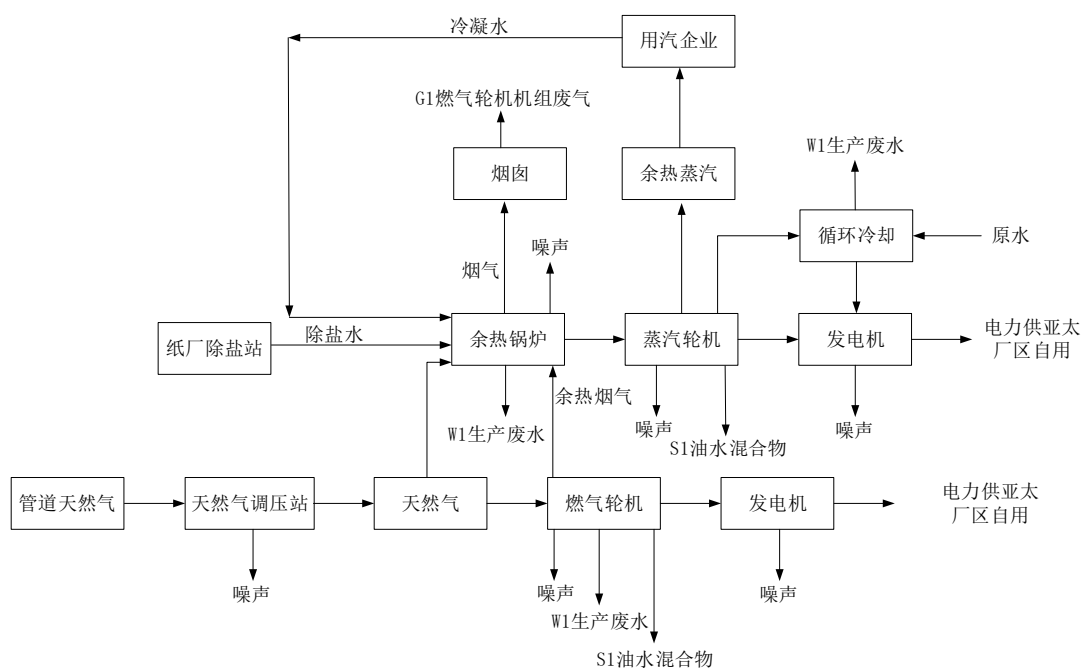 冷凝水
用汽企业
G1燃气轮机机组废气
烟囱
余热蒸汽
W1生产废水
循环冷却
原水
烟气
噪声
纸厂除盐站
除盐水
余热锅炉
蒸汽轮机
发电机
电力供亚太
厂区自用
W1生产废水
余热烟气
噪声
S1油水混合物
噪声
管道天然气
天然气调压站
天然气
燃气轮机
发电机
电力供亚太
厂区自用
噪声
噪声
W1生产废水
S1油水混合物
噪声